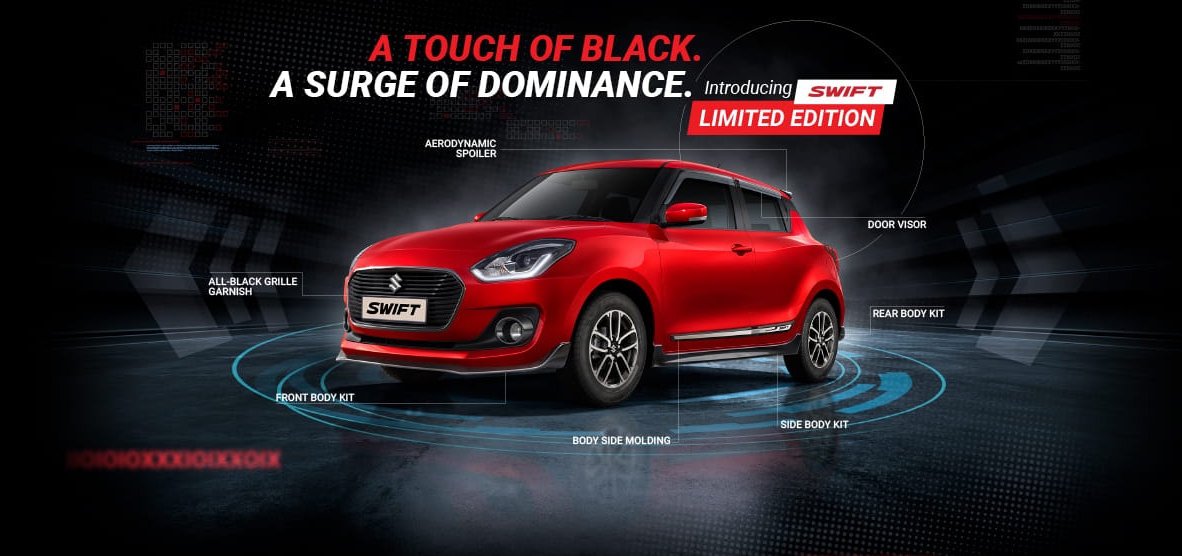 A TOUCH OF BLACK.
A SURGE OF DOMINANCE.
Introducing SWIFT
LIMITED EDITION
AERODYNAMIC
SPOILER
DOOR VISOR
ALL-BLACK GRILLE
GARNISH
SWIFT
REAR BODY KIT
FRONT BODY KIT
SIDE BODY KIT
BODY SIDE MOLDING